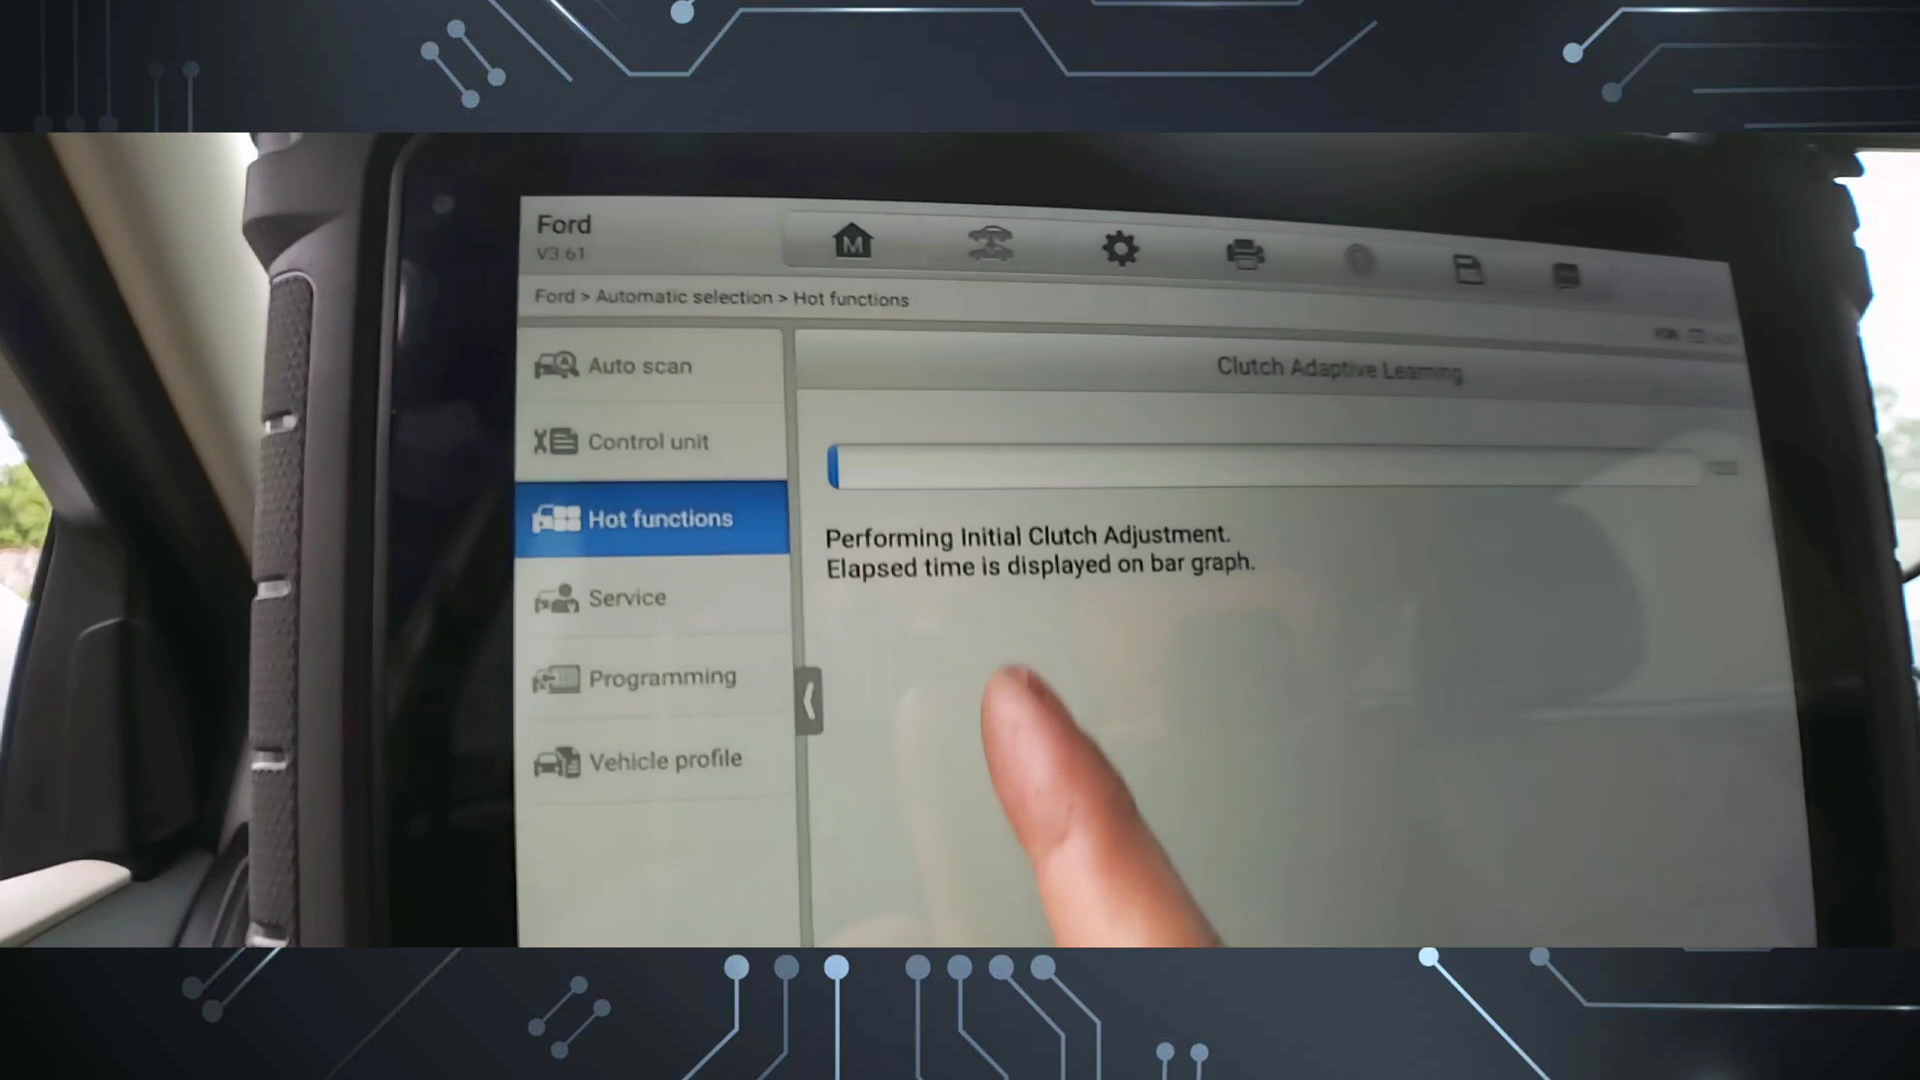 Ford
V3.61
M
Ford > Automatic selection > Hot functions
Auto scan
Clutch Adaptive Learning
Control unit
Hot functions
Performing Initial Clutch Adjustment.
Elapsed time is displayed on bar graph.
Service
Programming
Vehicle profile